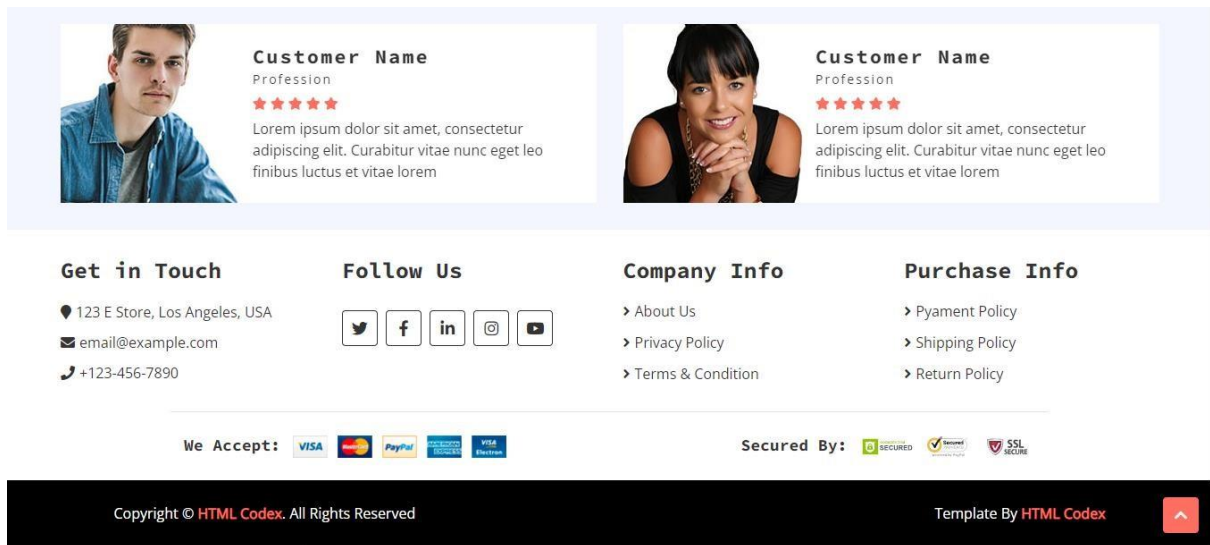 Customer Name
Profession
Lorem ipsum dolor sit amet, consectetur
adipiscing elit. Curabitur vitae nunc eget leo
finibus luctus et vitae lorem
Customer Name
Profession
Lorem ipsum dolor sit amet, consectetur
adipiscing elit. Curabitur vitae nunc eget leo
finibus luctus et vitae lorem
Get in Touch
123 E Store, Los Angeles, USA
email@example.com
+123-456-7890
Follow Us
Company Info
About Us
Privacy Policy
Terms & Condition
Purchase Info
Pyament Policy
Shipping Policy
Return Policy
We Accept: VISA MasterCard PayPal VISA
Electron
Secured By: SECURED Secured SSL
SECURE
Copyright © HTML Codex. All Rights Reserved
Template By HTML Codex